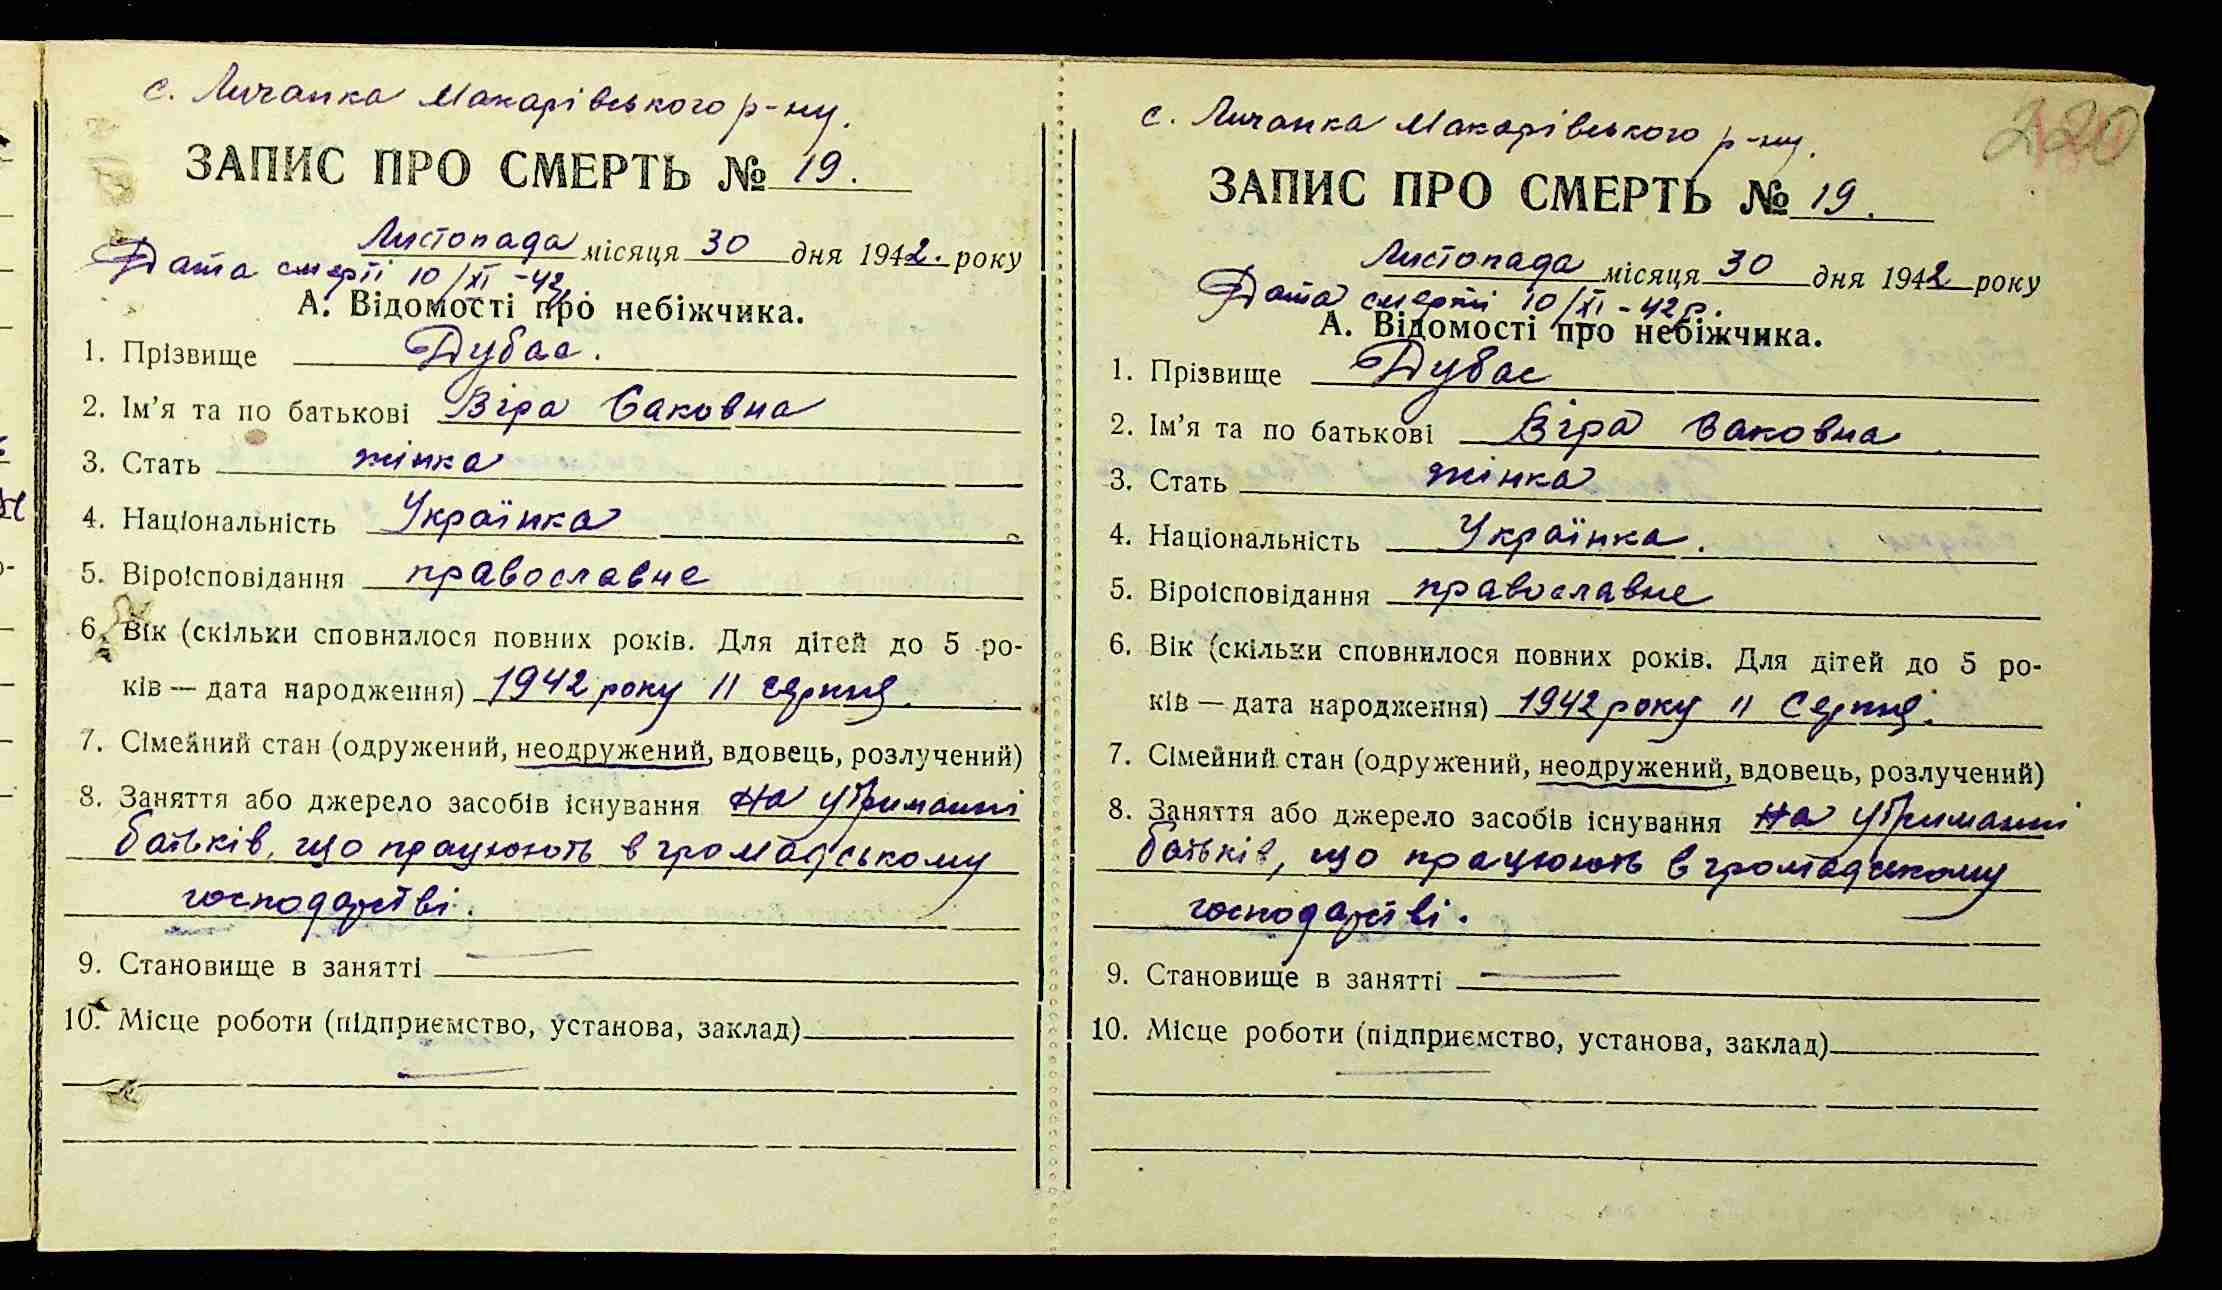 с. Личанка Макарівського р-ну.
ЗАПИС ПРО СМЕРТЬ № 19.
Листопада місяця 30 дня 1942. року
Дата смерті 10/XI -42
А. Відомості про небіжчика.
1. Прізвище Дубас.
2. Ім'я та по батькові Віра Саковна
3. Стать жінка
4. Національність Українка
5. Віроісповідання православне
6. Вік (скільки сповнилося повних років. Для дітей до 5 ро-
ків — дата народження) 1942 року 11 серпня.
7. Сімейний стан (одружений, неодружений, вдовець, розлучений)
8. Заняття або джерело засобів існування на утриманні
батьків, що працюють в громадському
господарстві.
9. Становище в занятті —
10. Місце роботи (підприємство, установа, заклад)
—
с. Личанка Макарівського р-ну.
220
ЗАПИС ПРО СМЕРТЬ № 19.
Листопада місяця 30 дня 1942 року
Дата смерті 10/XI - 42 р.
А. Відомості про небіжчика.
1. Прізвище Дубас
2. Ім'я та по батькові Віра Саковна
3. Стать жінка
4. Національність Українка.
5. Віроісповідання православне
6. Вік (скільки сповнилося повних років. Для дітей до 5 ро-
ків — дата народження) 1942 року 11 Серпня.
7. Сімейний стан (одружений, неодружений, вдовець, розлучений)
8. Заняття або джерело засобів існування на утриманні
батьків, що працюють в громадському
господарстві.
9. Становище в занятті —
10. Місце роботи (підприємство, установа, заклад)
—